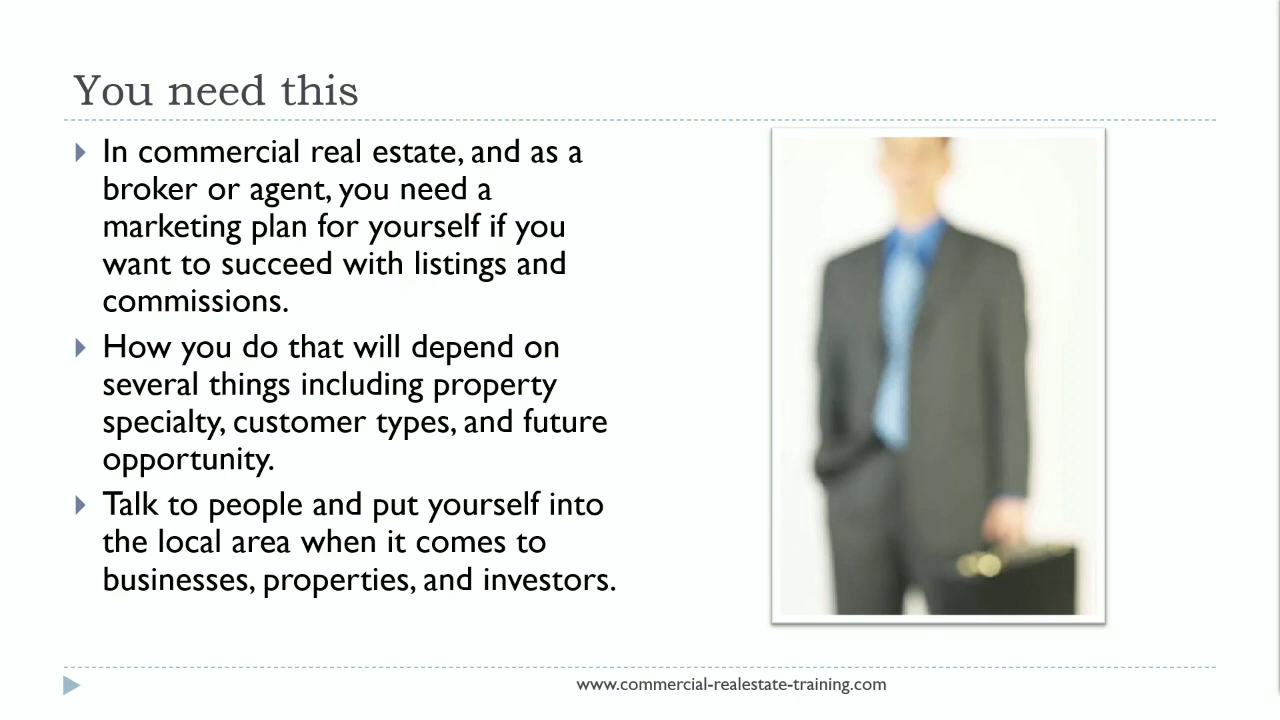 You need this
In commercial real estate, and as a
broker or agent, you need a
marketing plan for yourself if you
want to succeed with listings and
commissions.
How you do that will depend on
several things including property
specialty, customer types, and future
opportunity.
Talk to people and put yourself into
the local area when it comes to
businesses, properties, and investors.
www.commercial-realestate-training.com